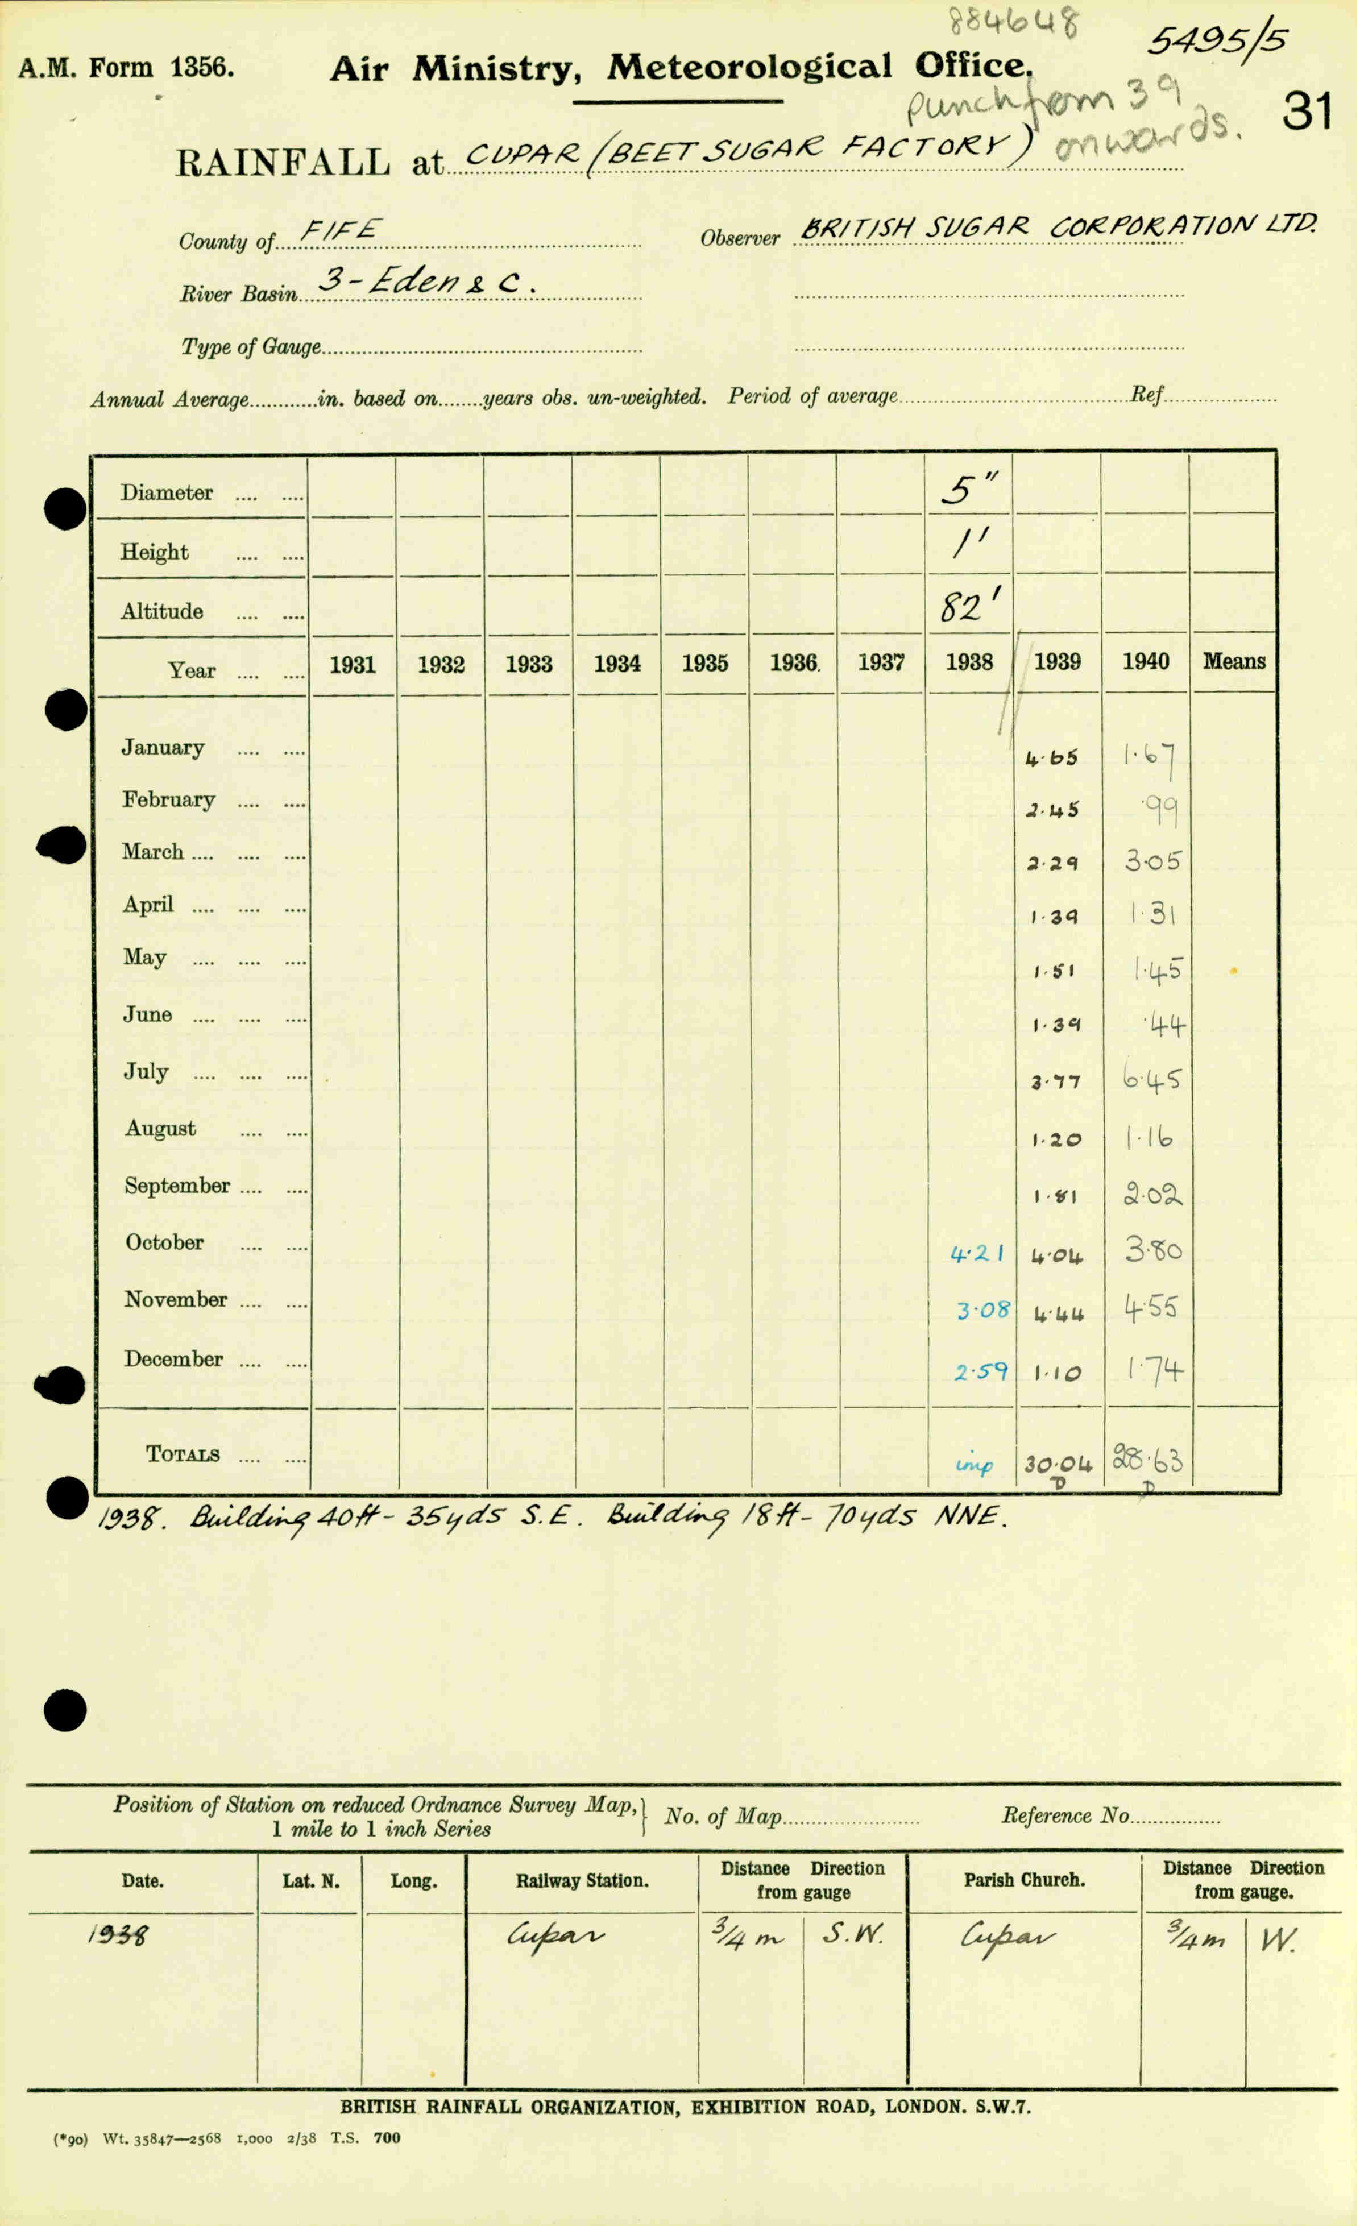 884648
5495/5
A.M. Form 1356. Air Ministry, Meteorological Office.
punch from 39 onwards.
31
RAINFALL at CUPAR (BEET SUGAR FACTORY)
County of FIFE Observer BRITISH SUGAR CORPORATION LTD.
River Basin 3 - Eden & C.
Type of Gauge
Annual Average............in. based on........years obs. un-weighted. Period of average Ref.
Diameter .... .... 5"
Height .... .... 1'
Altitude .... .... 82'
Year .... .... 1931 1932 1933 1934 1935 1936. 1937 1938 1939 1940 Means
January .... .... 4.65 1.67
February .... .... 2.45 .99
March .... .... .... 2.29 3.05
April .... .... .... 1.39 1.31
May .... .... .... 1.51 1.45
June .... .... .... 1.39 .44
July .... .... .... 3.77 6.45
August .... .... 1.20 1.16
September .... .... 1.81 2.02
October .... .... 4.21 4.04 3.80
November .... .... 3.08 4.44 4.55
December .... .... 2.59 1.10 1.74
TOTALS .... .... imp 30.04 28.63
D D
1938. Building 40ft - 35yds S.E. Building 18ft - 70yds NNE.
Position of Station on reduced Ordnance Survey Map, 1 mile to 1 inch Series } No. of Map Reference No.
Date. Lat. N. Long. Railway Station. Distance Direction from gauge Parish Church. Distance Direction from gauge.
1938 Cupar 3/4 m S.W. Cupar 3/4 m W.
BRITISH RAINFALL ORGANIZATION, EXHIBITION ROAD, LONDON. S.W.7.
(*90) Wt. 35847—2568 1,000 2/38 T.S. 700